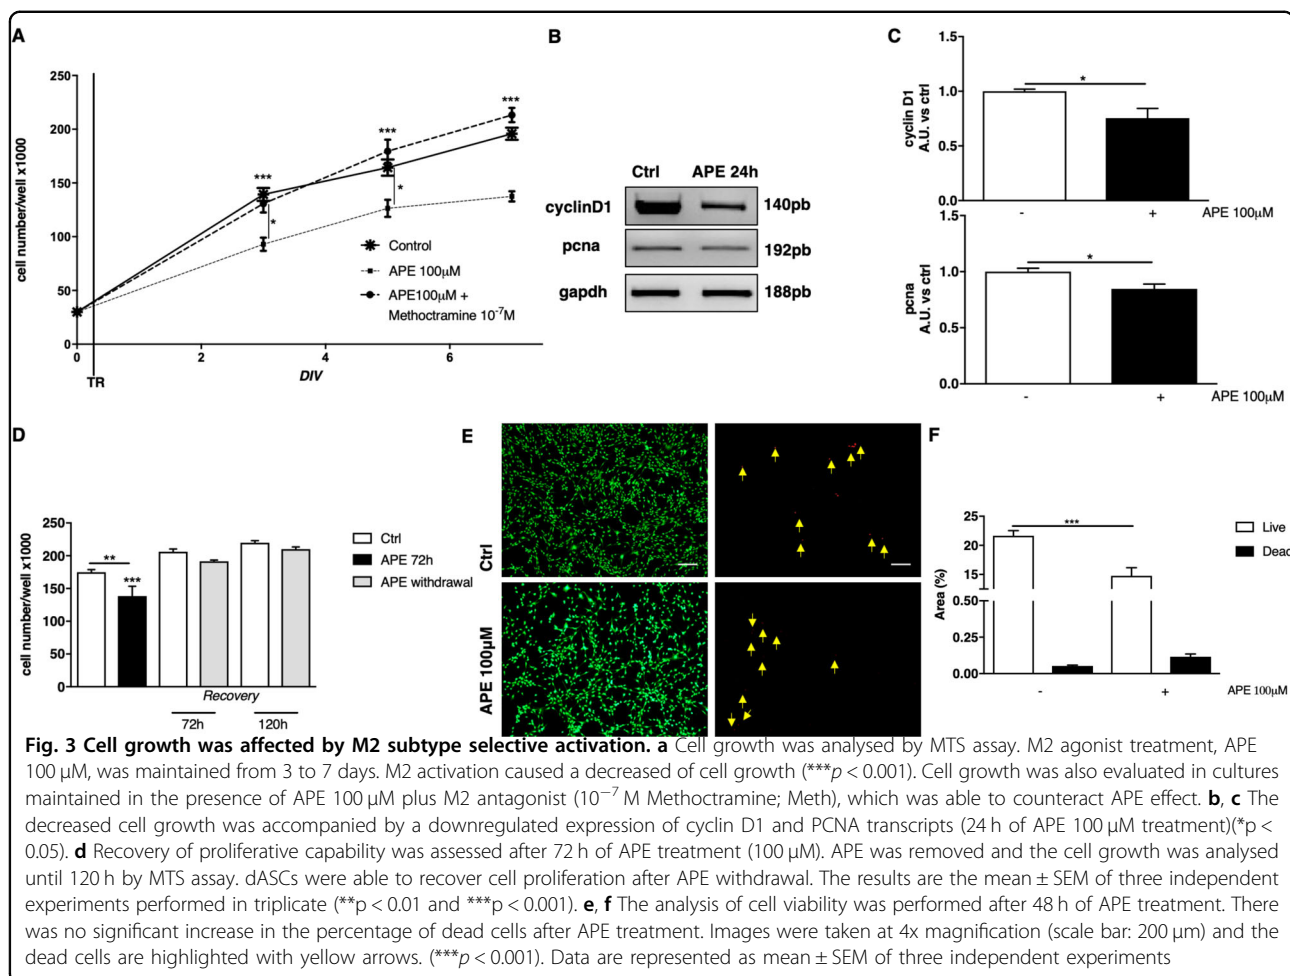 A
250
200
150
100
50
0
cell number/well x1000
***
***
***
*
*
Control
APE 100µM
APE100µM +
Methoctramine 10-7M
0
2
4
6
TR
DIV
B
Ctrl
APE 24h
cyclinD1
140pb
pcna
192pb
gapdh
188pb
C
cyclin D1
A.U. vs ctrl
1.5
1.0
0.5
0.0
*
-
+
APE 100µM
pcna
A.U. vs ctrl
1.5
1.0
0.5
0.0
*
-
+
APE 100µM
D
cell number/well x1000
250
200
150
100
50
0
**
***
Ctrl
APE 72h
APE withdrawal
Recovery
72h
120h
E
Ctrl
APE 100µM
F
Area (%)
25
20
15
0.50
0.25
0.00
***
Live
Dead
-
+
APE 100µM
Fig. 3 Cell growth was affected by M2 subtype selective activation. a Cell growth was analysed by MTS assay. M2 agonist treatment, APE
100 µM, was maintained from 3 to 7 days. M2 activation caused a decreased of cell growth (***p < 0.001). Cell growth was also evaluated in cultures
maintained in the presence of APE 100 µM plus M2 antagonist (10−7 M Methoctramine; Meth), which was able to counteract APE effect. b, c The
decreased cell growth was accompanied by a downregulated expression of cyclin D1 and PCNA transcripts (24 h of APE 100 µM treatment)(*p <
0.05). d Recovery of proliferative capability was assessed after 72 h of APE treatment (100 µM). APE was removed and the cell growth was analysed
until 120 h by MTS assay. dASCs were able to recover cell proliferation after APE withdrawal. The results are the mean ± SEM of three independent
experiments performed in triplicate (**p < 0.01 and ***p < 0.001). e, f The analysis of cell viability was performed after 48 h of APE treatment. There
was no significant increase in the percentage of dead cells after APE treatment. Images were taken at 4x magnification (scale bar: 200 µm) and the
dead cells are highlighted with yellow arrows. (***p < 0.001). Data are represented as mean ± SEM of three independent experiments